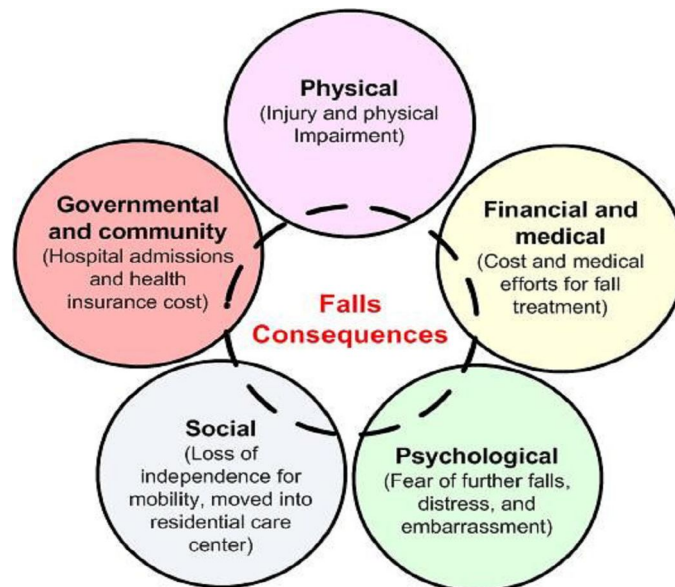 Physical
(Injury and physical
Impairment)
Governmental
and community
(Hospital admissions
and health
insurance cost)
Financial and
medical
(Cost and medical
efforts for fall
treatment)
Falls
Consequences
Social
(Loss of
independence for
mobility, moved into
residential care
center)
Psychological
(Fear of further falls,
distress, and
embarrassment)